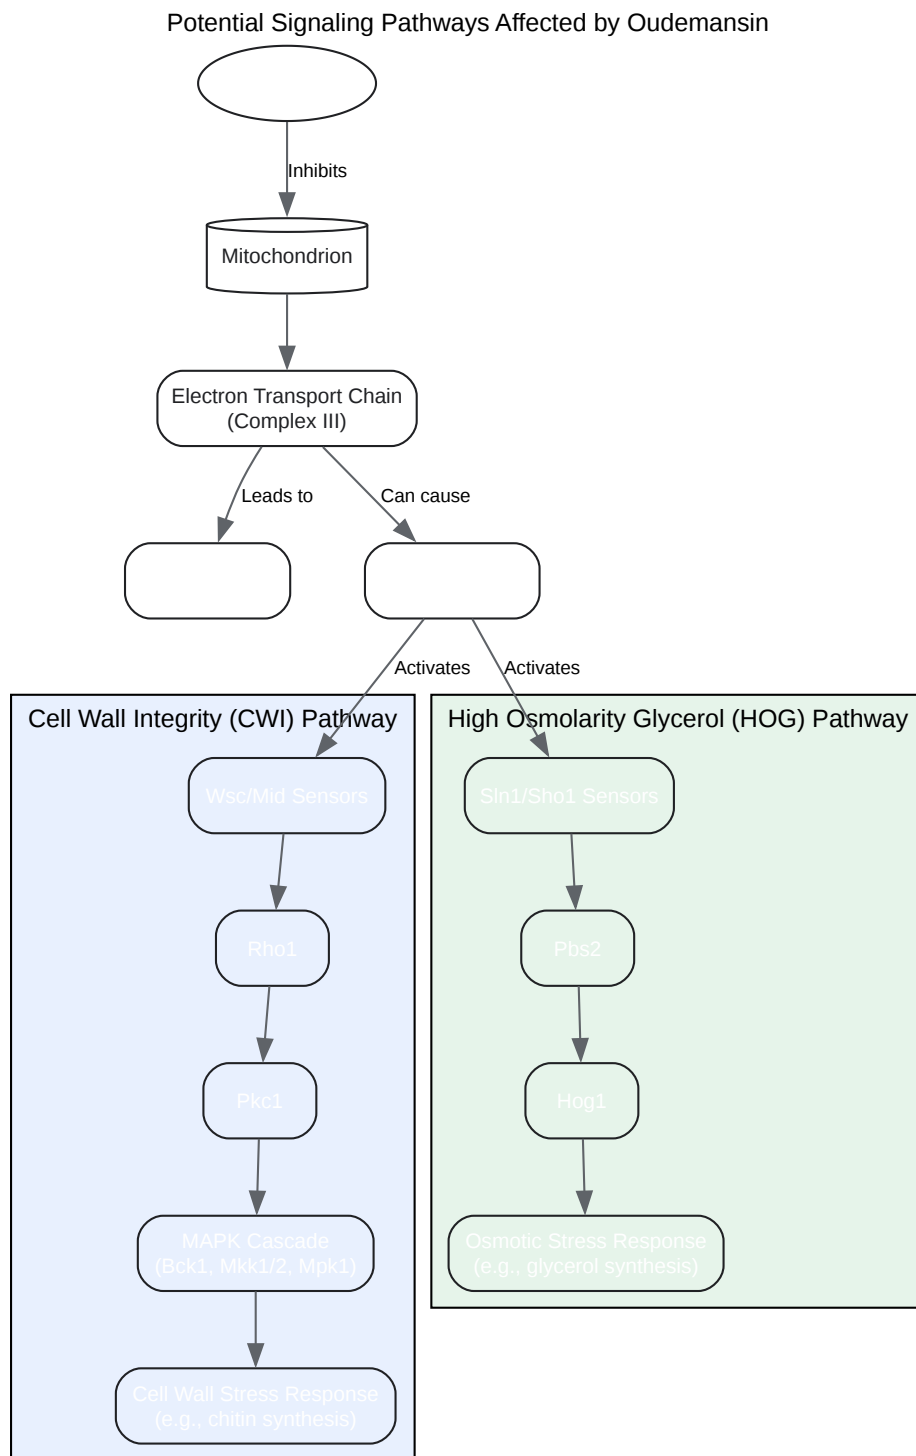 Potential Signaling Pathways Affected by Oudemansin
Inhibits
Mitochondrion
Electron Transport Chain
(Complex III)
Leads to
Can cause
Activates
Activates
Cell Wall Integrity (CWI) Pathway
Wsc/Mid Sensors
Rho1
Pkc1
MAPK Cascade
(Bck1, Mkk1/2, Mpk1)
Cell Wall Stress Response
(e.g., chitin synthesis)
High Osmolarity Glycerol (HOG) Pathway
Sln1/Sho1 Sensors
Pbs2
Hog1
Osmotic Stress Response
(e.g., glycerol synthesis)